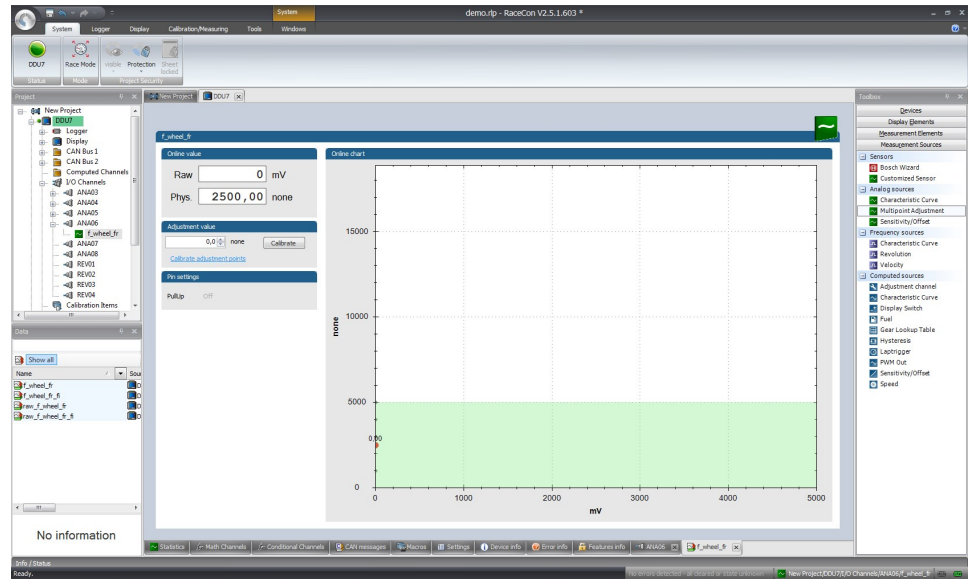 System
demo.rlp - RaceCon V2.5.1.603 *
System Logger Display Calibration/Measuring Tools Windows
DDU7 Race Mode visible Protection Sheet locked
Status Mode Project Security
Project
New Project
DDU7
Logger
Display
CAN Bus 1
CAN Bus 2
Computed Channels
I/O Channels
ANA03
ANA04
ANA05
ANA06
f_wheel_fr
ANA07
ANA08
REV01
REV02
REV03
REV04
Calibration Items
Data
Show all
Name Sou
f_wheel_fr D
f_wheel_fr_fi D
raw_f_wheel_fr D
raw_f_wheel_fr_fi D
No information
New Project DDU7
f_wheel_fr
Online value
Raw 0 mV
Phys. 2500,00 none
Adjustment value
0,0 none Calibrate
Calibrate adjustment points
Pin settings
PullUp Off
Online chart
15000
10000
5000
0
none
0,00
0 1000 2000 3000 4000 5000
mV
Statistics Math Channels Conditional Channels CAN messages Macros Settings Device info Error info Features info ANA06 f_wheel_fr
Toolbox
Devices
Display Elements
Measurement Elements
Measurement Sources
Sensors
Bosch Wizard
Customized Sensor
Analog sources
Characteristic Curve
Multipoint Adjustment
Sensitivity/Offset
Frequency sources
Characteristic Curve
Revolution
Velocity
Computed sources
Adjustment channel
Characteristic Curve
Display Switch
Fuel
Gear Lookup Table
Hysteresis
Laptrigger
PWM Out
Sensitivity/Offset
Speed
Info / Status
Ready.
No errors detected - all cleared or state unknown
New Project/DDU7/I/O Channels/ANA06/f_wheel_fr